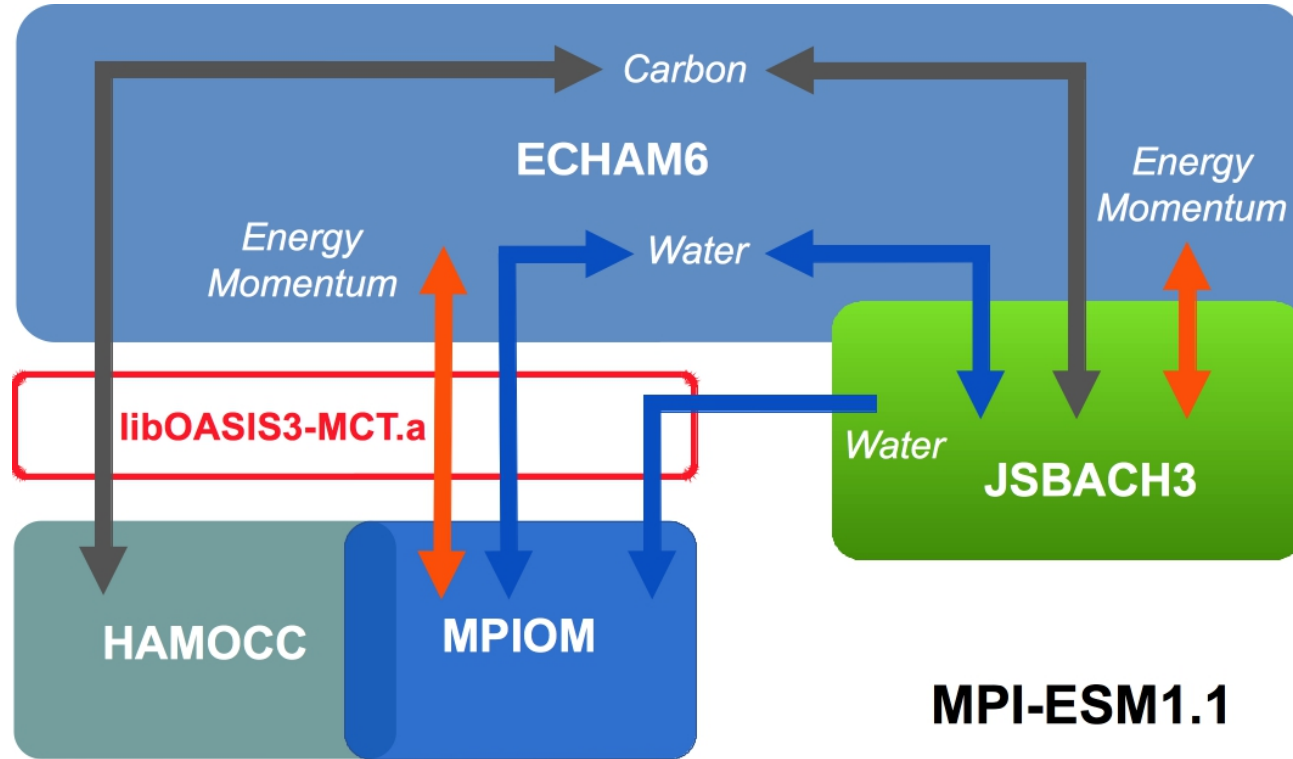 Carbon
ECHAM6
Energy
Momentum
Energy
Momentum
Water
libOASIS3-MCT.a
Water
JSBACH3
HAMOCC
MPIOM
MPI-ESM1.1